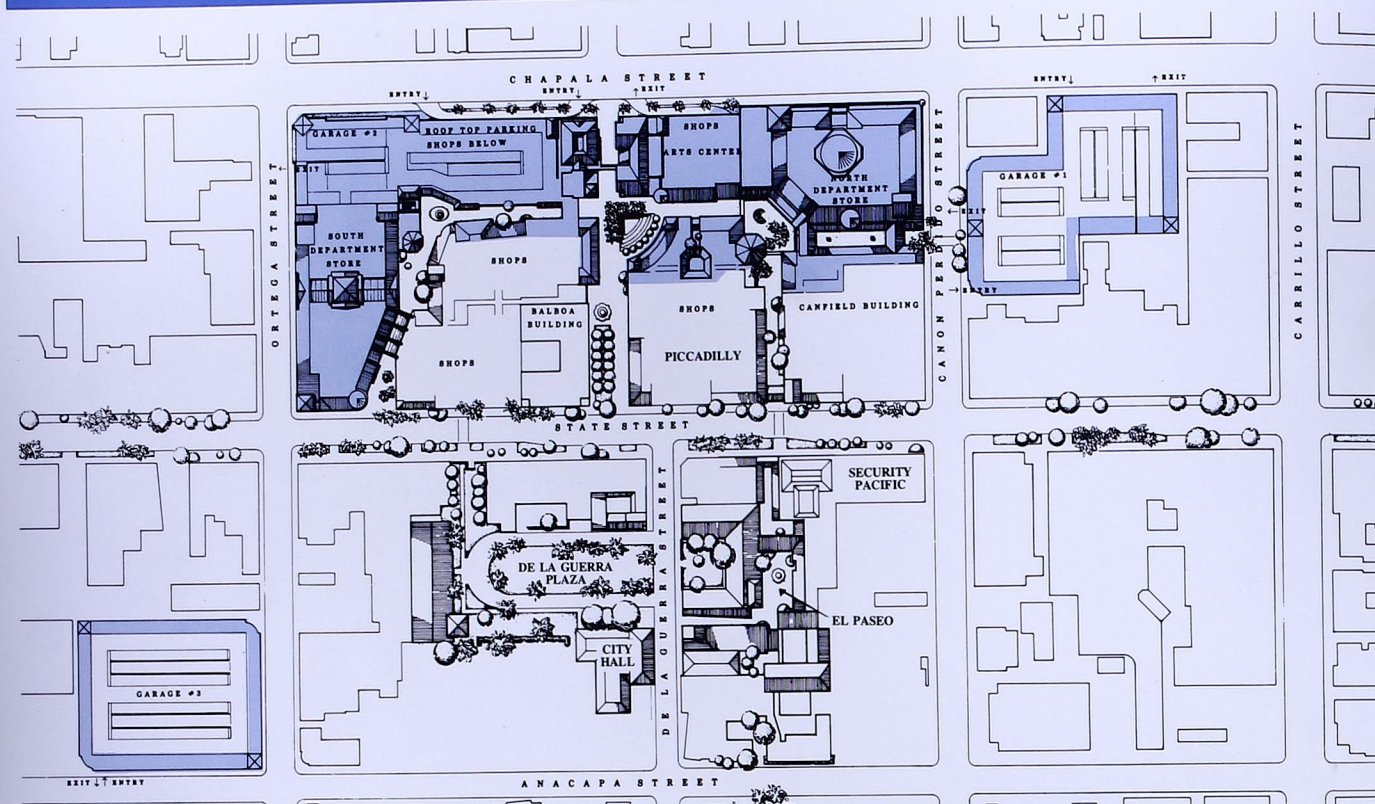 CHAPALA STREET
ENTRY
ENTRY
EXIT
ENTRY
EXIT
GARAGE #2
ROOF TOP PARKING
SHOPS BELOW
EXIT
SHOPS
ARTS CENTER
NORTH
DEPARTMENT
STORE
GARAGE #1
EXIT
ENTRY
ORTEGA STREET
SOUTH
DEPARTMENT
STORE
SHOPS
BALBOA
BUILDING
SHOPS
SHOPS
PICCADILLY
CANFIELD BUILDING
CANON PERDIDO STREET
CARRILLO STREET
STATE STREET
SECURITY
PACIFIC
DE LA GUERRA
PLAZA
DE LA GUERRA STREET
EL PASEO
CITY
HALL
GARAGE #3
EXIT
ENTRY
ANACAPA STREET